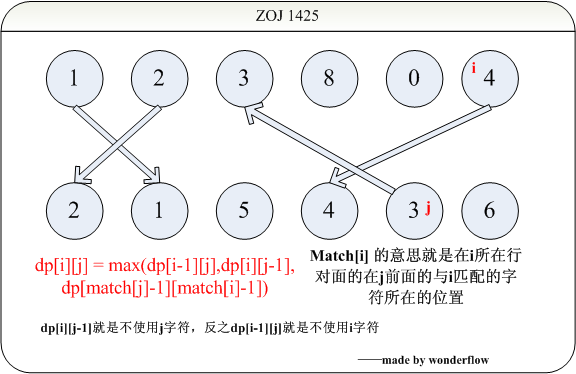 ZOJ 1425
1 2 3 8 0 i 4
2 1 5 4 3 j 6
dp[i][j] = max(dp[i-1][j],dp[i][j-1],
dp[match[j]-1][match[i]-1])
Match[i] 的意思就是在i所在行
对面的在j前面的与i匹配的字
符所在的位置
dp[i][j-1]就是不使用j字符，反之dp[i-1][j]就是不使用i字符
——made by wonderflow